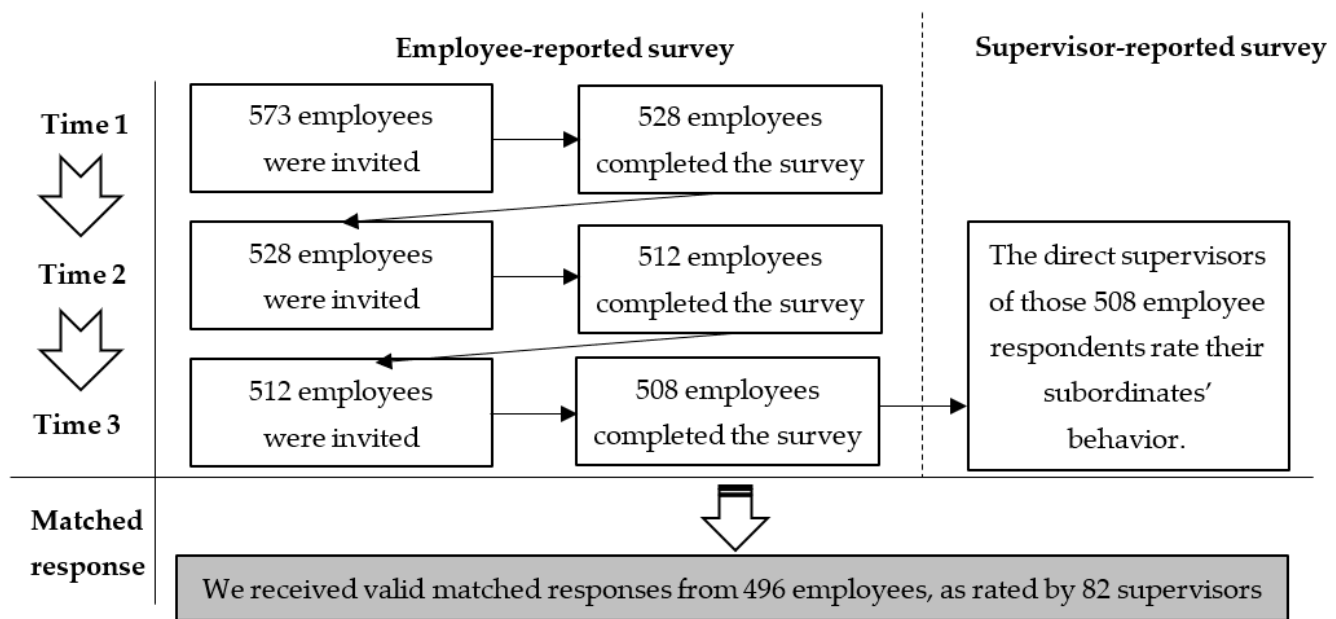 Employee-reported survey
Supervisor-reported survey
Time 1
573 employees
were invited
528 employees
completed the survey
Time 2
528 employees
were invited
512 employees
completed the survey
Time 3
512 employees
were invited
508 employees
completed the survey
The direct supervisors
of those 508 employee
respondents rate their
subordinates’
behavior.
Matched
response
We received valid matched responses from 496 employees, as rated by 82 supervisors